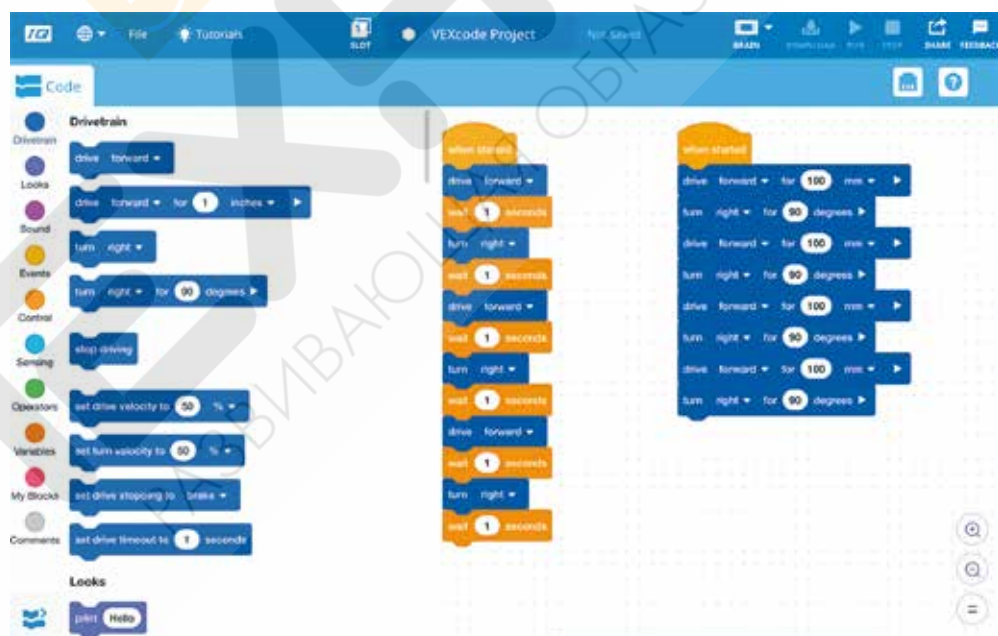 IQ File Tutorials
1
SLOT
VEXcode Project
Not Saved
BRAIN DOWNLOAD RUN STOP SHARE FEEDBACK
Code
Drivetrain
Looks
Sound
Events
Control
Sensing
Operators
Variables
My Blocks
Comments
Drivetrain
drive forward
drive forward for 1 inches
turn right
turn right for 90 degrees
stop driving
set drive velocity to 50 %
set turn velocity to 50 %
set drive stopping to brake
set drive timeout to 1 seconds
Looks
print Hello
when started
drive forward
wait 1 seconds
turn right
wait 1 seconds
drive forward
wait 1 seconds
turn right
wait 1 seconds
drive forward
wait 1 seconds
turn right
wait 1 seconds
when started
drive forward for 100 mm
turn right for 90 degrees
drive forward for 100 mm
turn right for 90 degrees
drive forward for 100 mm
turn right for 90 degrees
drive forward for 100 mm
turn right for 90 degrees
РАЗВИВАЮЩАЯ ОБРАЗ